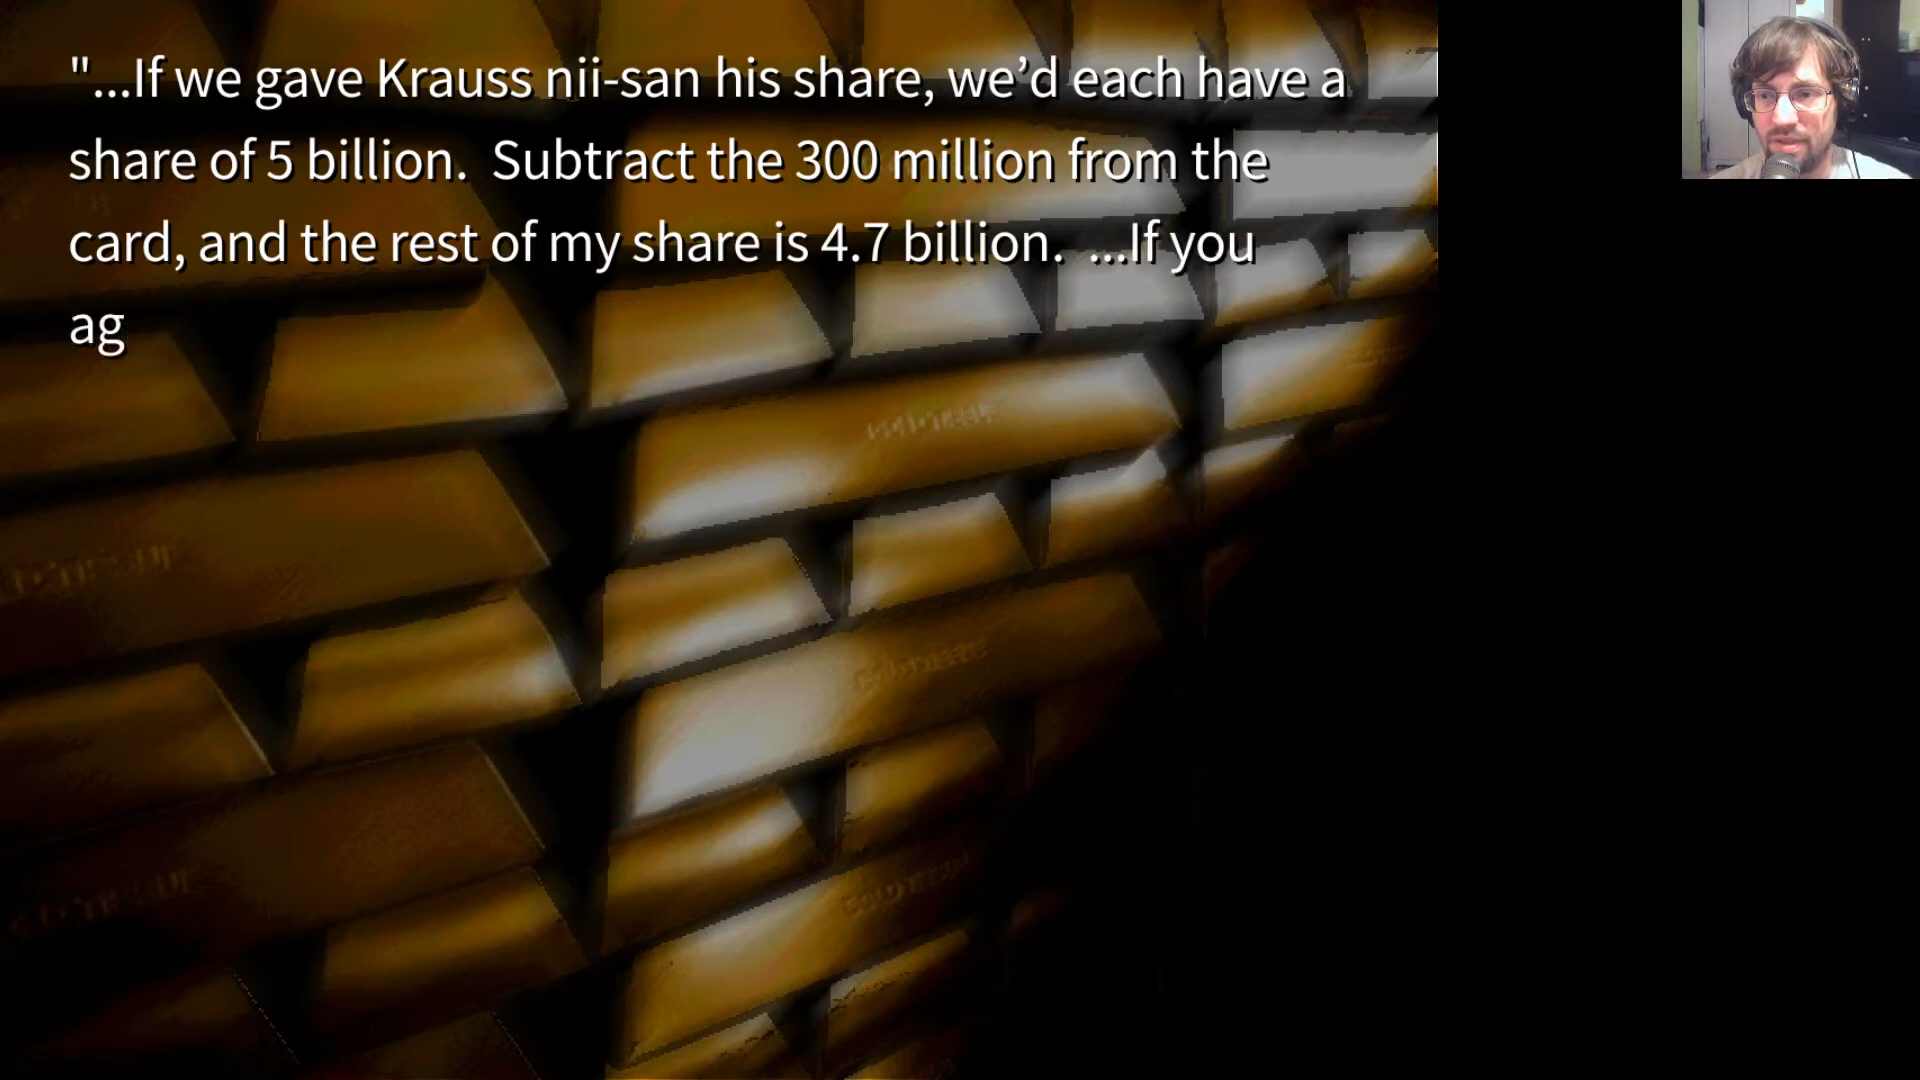 "...If we gave Krauss nii-san his share, we’d each have a
share of 5 billion.  Subtract the 300 million from the
card, and the rest of my share is 4.7 billion.  ...If you
ag